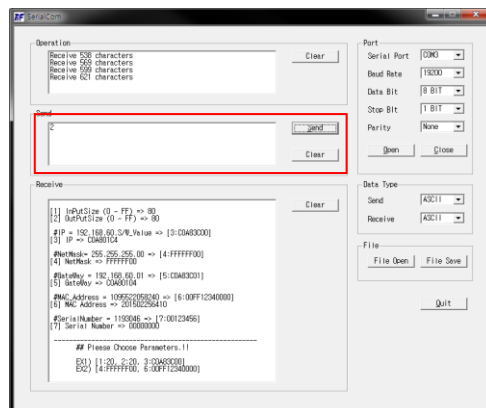 SerialCom
Operation
Receive 538 characters
Receive 569 characters
Receive 599 characters
Receive 621 characters
Clear
Send
2
Send
Clear
Receive
[1] InPutSize (0 - FF) => 80
[2] OutPutSize (0 - FF) => 80
#IP = 192,168,60,S/W_Value => [3:C0A83C00]
[3] IP => C0A801C4
#NetMask= 255,255,255,00 => [4:FFFFFF00]
[4] NetMask => FFFFFF00
#GateWay = 192,168,60,01 => [5:C0A83C01]
[5] GateWay => C0A80104
#MAC_Address = 1095522058240 => [6:00FF12340000]
[6] MAC Address => 201502256410
#SerialNumber = 1193046 => [7:00123456]
[7] Serial Number => 00000000
## Please Choose Parameters.!!
EX1) [1:20, 2:20, 3:C0A83C00]
EX2) [4:FFFFFF00, 6:00FF12340000]
Clear
Port
Serial Port COM3
Baud Rate 19200
Data Bit 8 BIT
Stop BIt 1 BIT
Parity None
Open Close
Data Type
Send ASCII
Receive ASCII
File
File Open File Save
Quit